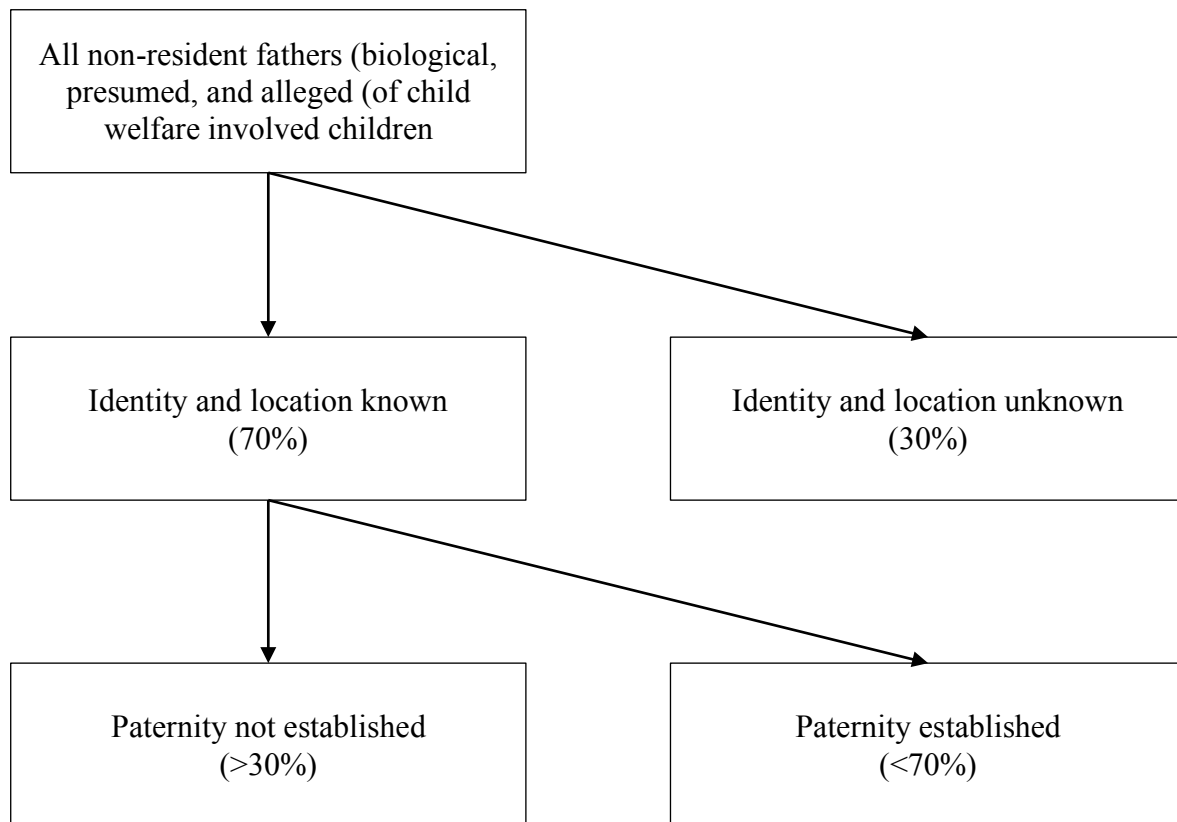 All non-resident fathers (biological,
presumed, and alleged (of child
welfare involved children
Identity and location known
(70%)
Identity and location unknown
(30%)
Paternity not established
(>30%)
Paternity established
(<70%)